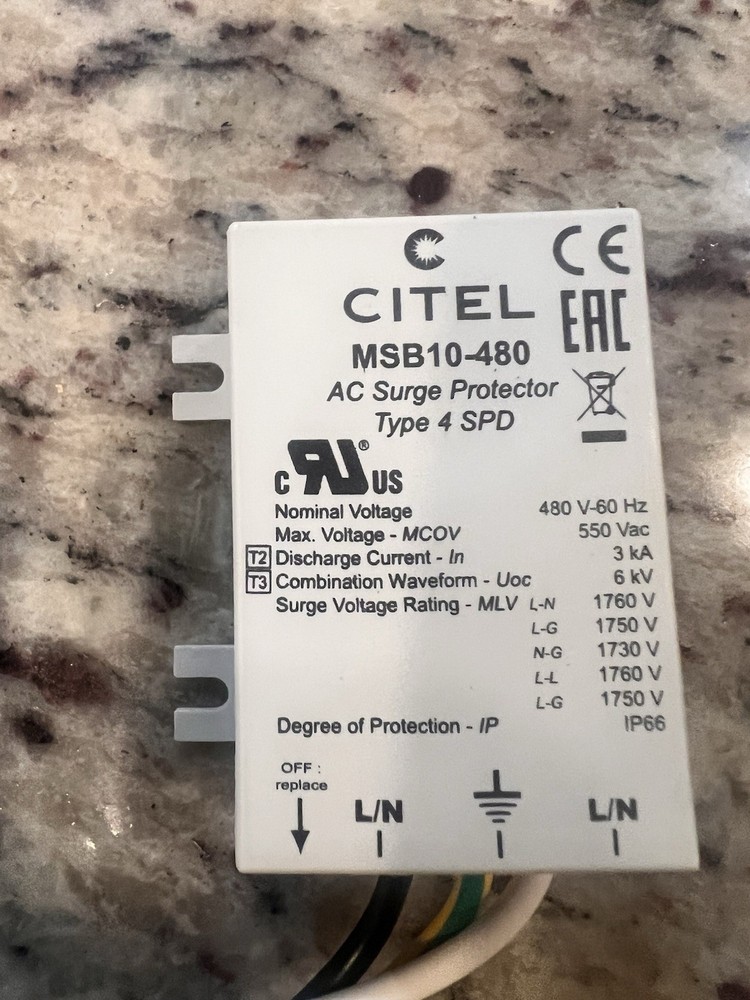 CE
CITEL
EAC
MSB10-480
AC Surge Protector
Type 4 SPD
c RU ® US
Nominal Voltage 480 V-60 Hz
Max. Voltage - MCOV 550 Vac
T2 Discharge Current - In 3 kA
T3 Combination Waveform - Uoc 6 kV
Surge Voltage Rating - MLV L-N 1760 V
L-G 1750 V
N-G 1730 V
L-L 1760 V
L-G 1750 V
Degree of Protection - IP IP66
OFF :
replace
L/N L/N